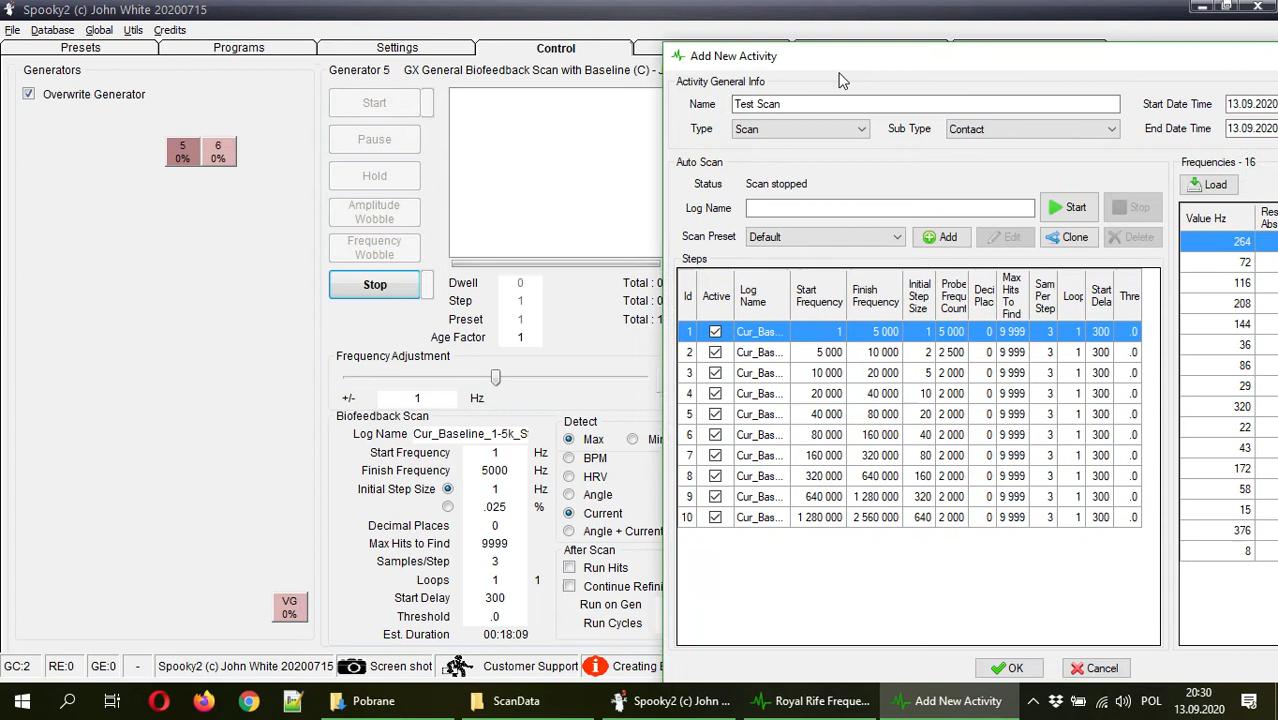 Spooky2 (c) John White 20200715
File Database Global Utils Credits
Presets Programs Settings Control
Generators
Overwrite Generator
5 6
0% 0%
VG
0%
Generator 5 GX General Biofeedback Scan with Baseline (C) -
Start
Pause
Hold
Amplitude
Wobble
Frequency
Wobble
Stop
Dwell 0 Total : 0
Step 1 Total : 0
Preset 1 Total : 1
Age Factor 1
Frequency Adjustment
+/- 1 Hz
Biofeedback Scan
Log Name Cur_Baseline_1-5k_S
Start Frequency 1 Hz
Finish Frequency 5000 Hz
Initial Step Size 1 Hz
.025 %
Decimal Places 0
Max Hits to Find 9999
Samples/Step 3
Loops 1 1
Start Delay 300
Threshold .0
Est. Duration 00:18:09
Detect
Max Min
BPM
HRV
Angle
Current
Angle + Current
After Scan
Run Hits
Continue Refini
Run on Gen
Run Cycles
Add New Activity
Activity General Info
Name Test Scan Start Date Time 13.09.2020
Type Scan Sub Type Contact End Date Time 13.09.2020
Auto Scan
Status Scan stopped
Log Name Start Stop
Scan Preset Default Add Edit Clone Delete
Steps
Id Active Log Name Start Frequency Finish Frequency Initial Step Size Probe Frequ Count Deci Plac Max Hits To Find Sam Per Step Loop Start Dela Thre
1 Cur_Bas... 1 5 000 1 5 000 0 9 999 3 1 300 .0
2 Cur_Bas... 5 000 10 000 2 2 500 0 9 999 3 1 300 .0
3 Cur_Bas... 10 000 20 000 5 2 000 0 9 999 3 1 300 .0
4 Cur_Bas... 20 000 40 000 10 2 000 0 9 999 3 1 300 .0
5 Cur_Bas... 40 000 80 000 20 2 000 0 9 999 3 1 300 .0
6 Cur_Bas... 80 000 160 000 40 2 000 0 9 999 3 1 300 .0
7 Cur_Bas... 160 000 320 000 80 2 000 0 9 999 3 1 300 .0
8 Cur_Bas... 320 000 640 000 160 2 000 0 9 999 3 1 300 .0
9 Cur_Bas... 640 000 1 280 000 320 2 000 0 9 999 3 1 300 .0
10 Cur_Bas... 1 280 000 2 560 000 640 2 000 0 9 999 3 1 300 .0
Frequencies - 16
Load
Value Hz Res Abs
264
72
116
208
144
36
86
29
320
22
43
172
58
15
376
8
OK Cancel
GC:2 RE:0 GE:0 - Spooky2 (c) John White 20200715 Screen shot Customer Support Creating
Pobrane ScanData Spooky2 (c) John ... Royal Rife Freque... Add New Activity POL 20:30
13.09.2020